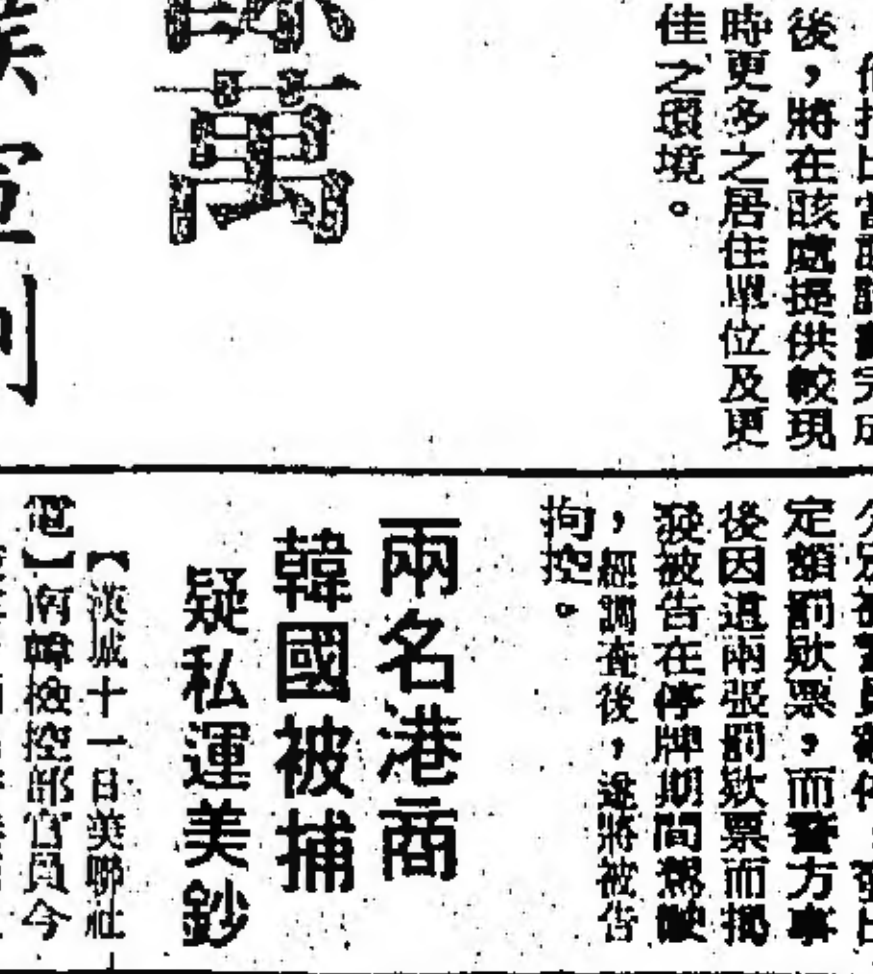 後，將在該處提供較現
時更多之居住單位及更
佳之環境。
萬
定額罰欵票，而警方事
後因這兩張罰欵票而揭
發被告在停牌期間駕駛
，經調查後，遂將被告
拘控。
兩名港商
韓國被捕
疑私運美鈔
【漢城十一日美聯社
電】南韓檢控部官員今